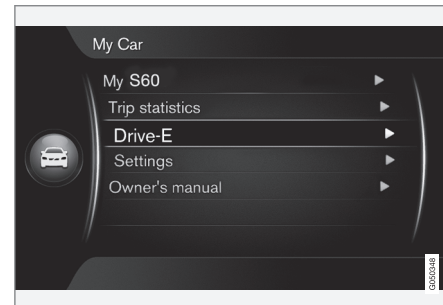 My Car
My S60
Trip statistics
Drive-E
Settings
Owner's manual
G050348